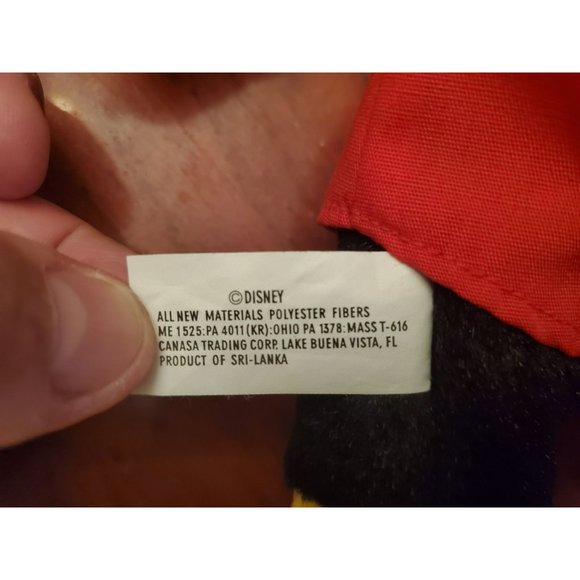 ©DISNEY
ALL NEW MATERIALS POLYESTER FIBERS
ME 1525:PA 4011(KR):OHIO PA 1378:MASS T-616
CANASA TRADING CORP. LAKE BUENA VISTA, FL
PRODUCT OF SRI-LANKA